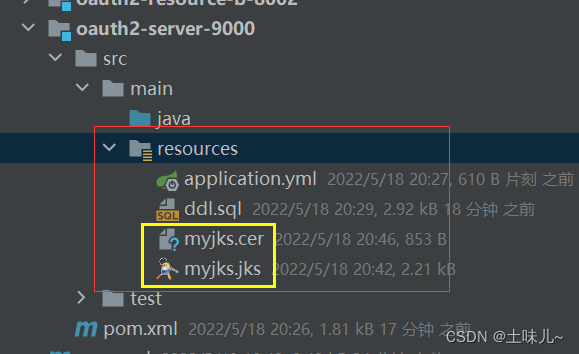 oauth2-resource-b-8002
oauth2-server-9000
src
main
java
resources
application.yml 2022/5/18 20:27, 610 B 片刻 之前
SQL ddl.sql 2022/5/18 20:29, 2.92 kB 18 分钟 之前
myjks.cer 2022/5/18 20:46, 853 B
myjks.jks 2022/5/18 20:42, 2.21 kB
test
m pom.xml 2022/5/18 20:26, 1.81 kB 17 分钟 之前
CSDN @土味儿~